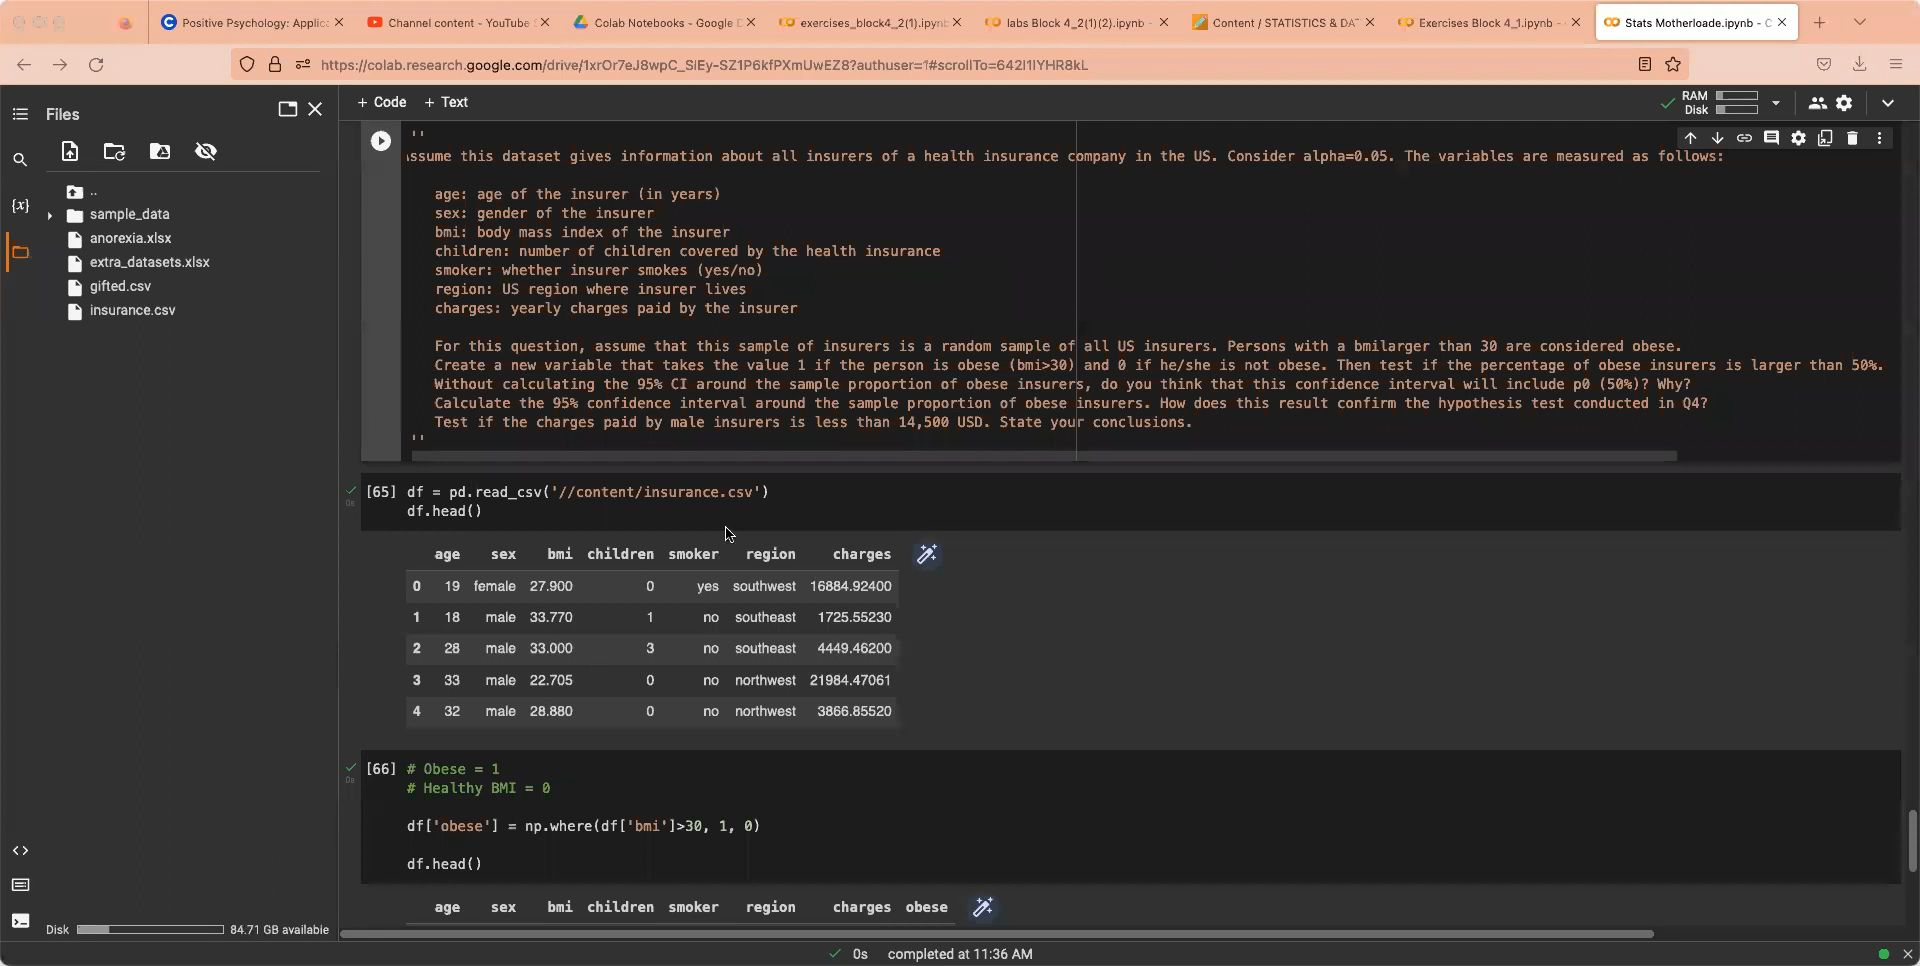 Positive Psychology: Applic
Channel content - YouTube
Colab Notebooks - Google D
exercises_block4_2(1).ipynb
labs Block 4_2(1)(2).ipynb -
Content / STATISTICS & DAT
Exercises Block 4_1.ipynb -
Stats Motherloade.ipynb - C
https://colab.research.google.com/drive/1xrOr7eJ8wpC_SlEy-SZ1P6kfPXmUwEZ8?authuser=1#scrollTo=642I1IYHR8kL
Files
+ Code + Text
RAM
Disk
..
sample_data
anorexia.xlsx
extra_datasets.xlsx
gifted.csv
insurance.csv
{x}
''
ssume this dataset gives information about all insurers of a health insurance company in the US. Consider alpha=0.05. The variables are measured as follows:
age: age of the insurer (in years)
sex: gender of the insurer
bmi: body mass index of the insurer
children: number of children covered by the health insurance
smoker: whether insurer smokes (yes/no)
region: US region where insurer lives
charges: yearly charges paid by the insurer
For this question, assume that this sample of insurers is a random sample of all US insurers. Persons with a bmilarger than 30 are considered obese.
Create a new variable that takes the value 1 if the person is obese (bmi>30) and 0 if he/she is not obese. Then test if the percentage of obese insurers is larger than 50%.
Without calculating the 95% CI around the sample proportion of obese insurers, do you think that this confidence interval will include p0 (50%)? Why?
Calculate the 95% confidence interval around the sample proportion of obese insurers. How does this result confirm the hypothesis test conducted in Q4?
Test if the charges paid by male insurers is less than 14,500 USD. State your conclusions.
''
[65] df = pd.read_csv('//content/insurance.csv')
0s
df.head()
age sex bmi children smoker region charges
0 19 female 27.900 0 yes southwest 16884.92400
1 18 male 33.770 1 no southeast 1725.55230
2 28 male 33.000 3 no southeast 4449.46200
3 33 male 22.705 0 no northwest 21984.47061
4 32 male 28.880 0 no northwest 3866.85520
[66] # Obese = 1
0s
# Healthy BMI = 0
df['obese'] = np.where(df['bmi']>30, 1, 0)
df.head()
age sex bmi children smoker region charges obese
Disk 84.71 GB available
0s completed at 11:36 AM